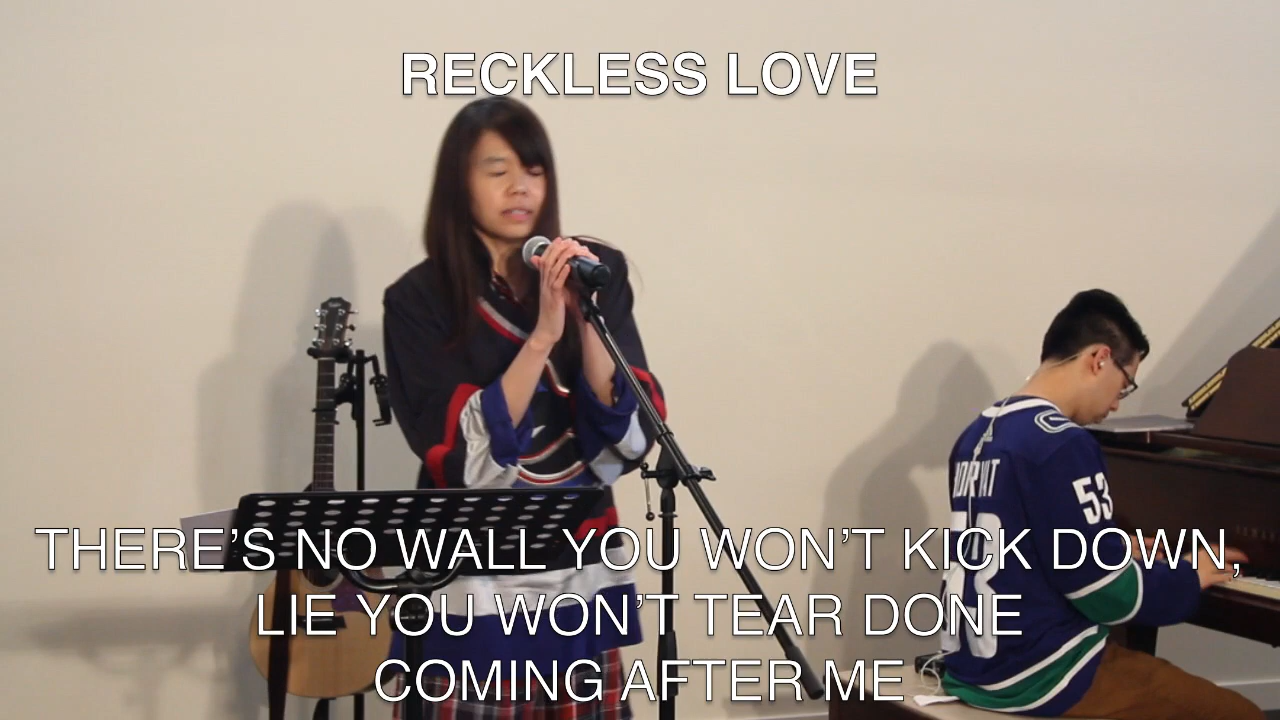 RECKLESS LOVE
53
THERE'S NO WALL YOU WON'T KICK DOWN,
LIE YOU WON'T TEAR DONE
COMING AFTER ME